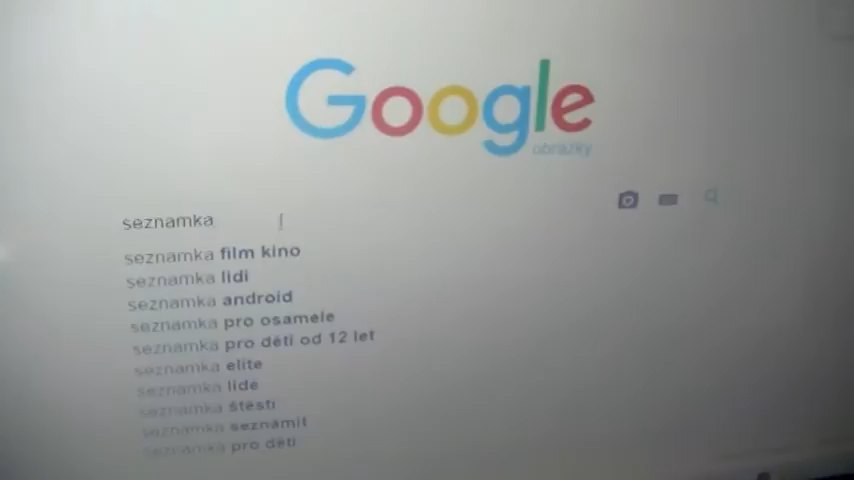 Google
obrázky
seznamka
seznamka film kino
seznamka lidi
seznamka android
seznamka pro osamele
seznamka pro děti od 12 let
seznamka elite
seznamka lidé
seznamka štěstí
seznamka seznámit
seznamka pro děti